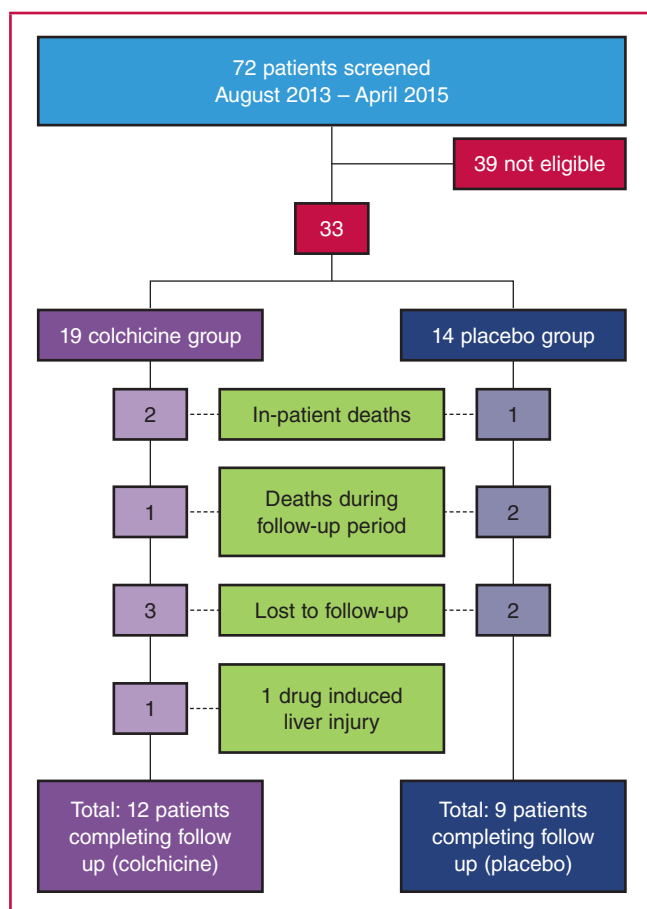 72 patients screened
August 2013 – April 2015
39 not eligible
33
19 colchicine group
14 placebo group
2
In-patient deaths
1
1
Deaths during
follow-up period
2
3
Lost to follow-up
2
1
1 drug induced
liver injury
Total: 12 patients
completing follow
up (colchicine)
Total: 9 patients
completing follow
up (placebo)